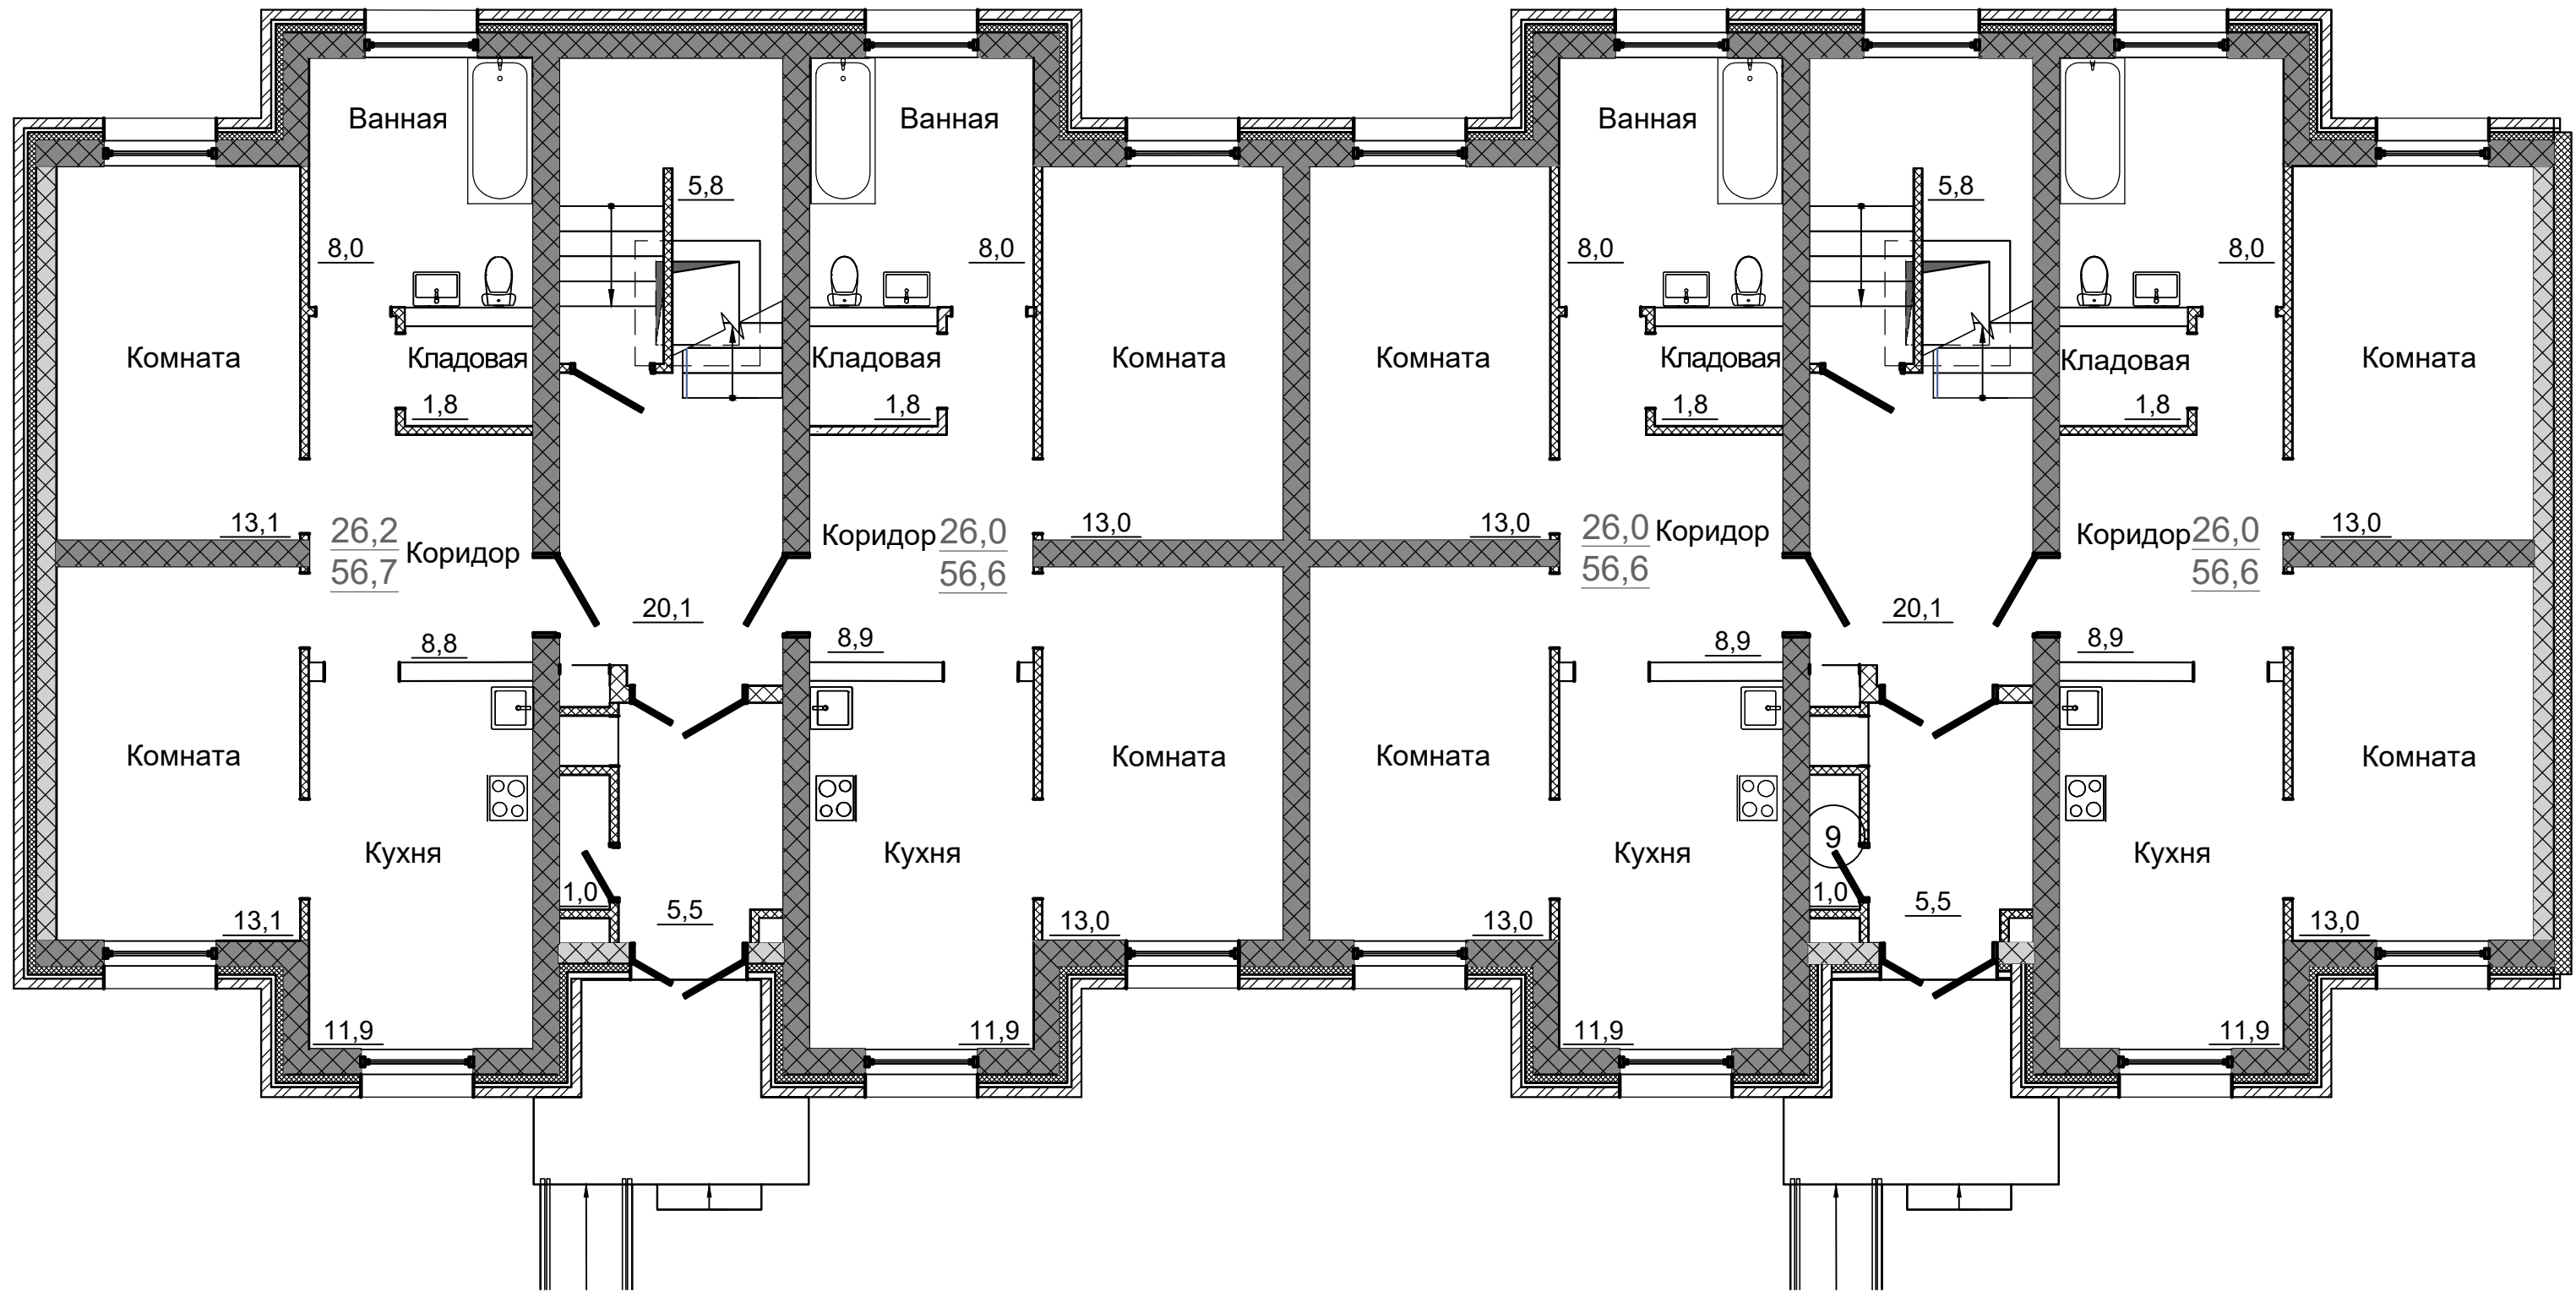 Ванная
Ванная
Ванная
5,8
5,8
8,0
8,0
8,0
8,0
Комната
Кладовая
Кладовая
Комната
Комната
Кладовая
Кладовая
Комната
1,8
1,8
1,8
1,8
13,1
26,2
56,7
Коридор
Коридор
26,0
56,6
13,0
13,0
26,0
56,6
Коридор
Коридор
26,0
56,6
13,0
20,1
20,1
8,8
8,9
8,9
8,9
Комната
Комната
Комната
Комната
Кухня
Кухня
Кухня
9
Кухня
1,0
5,5
1,0
5,5
13,1
13,0
13,0
13,0
11,9
11,9
11,9
11,9